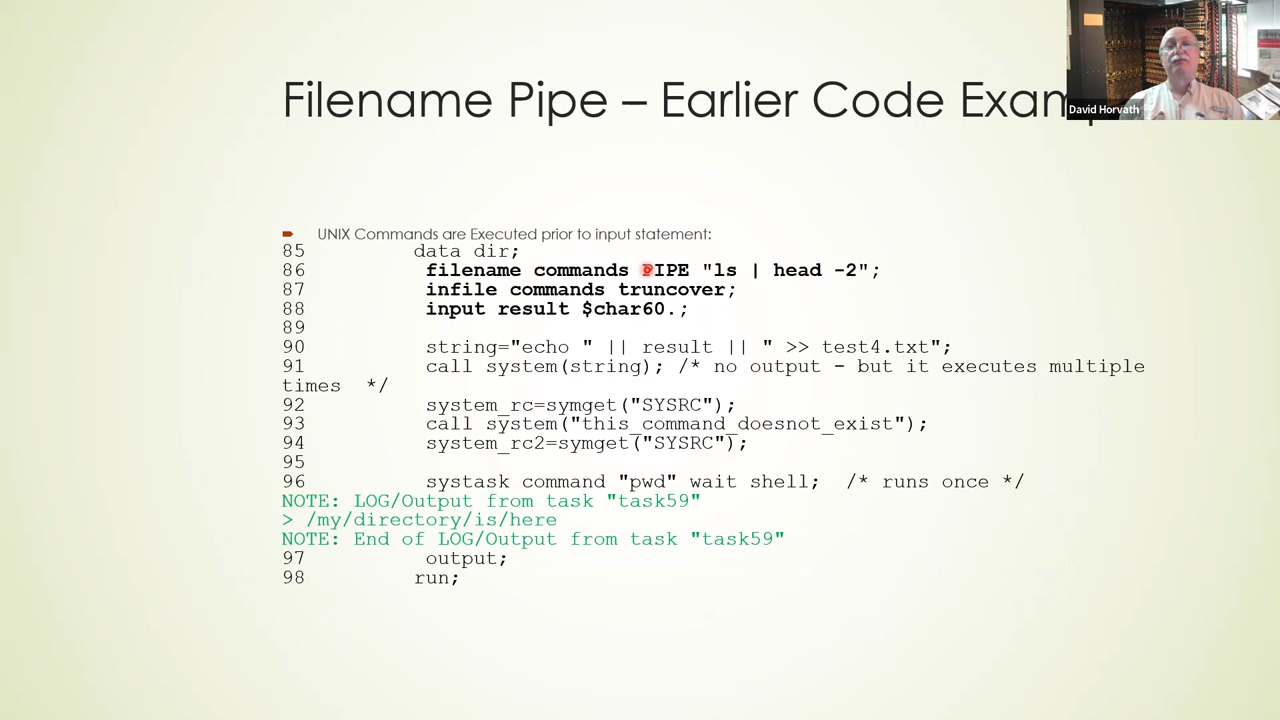 Filename Pipe – Earlier Code Exam
David Horvath
UNIX Commands are Executed prior to input statement:
85 data dir;
86 filename commands PIPE "ls | head -2";
87 infile commands truncover;
88 input result $char60.;
89
90 string="echo " || result || " >> test4.txt";
91 call system(string); /* no output - but it executes multiple
times */
92 system_rc=symget("SYSRC");
93 call system("this_command_doesnot_exist");
94 system_rc2=symget("SYSRC");
95
96 systask command "pwd" wait shell; /* runs once */
NOTE: LOG/Output from task "task59"
> /my/directory/is/here
NOTE: End of LOG/Output from task "task59"
97 output;
98 run;